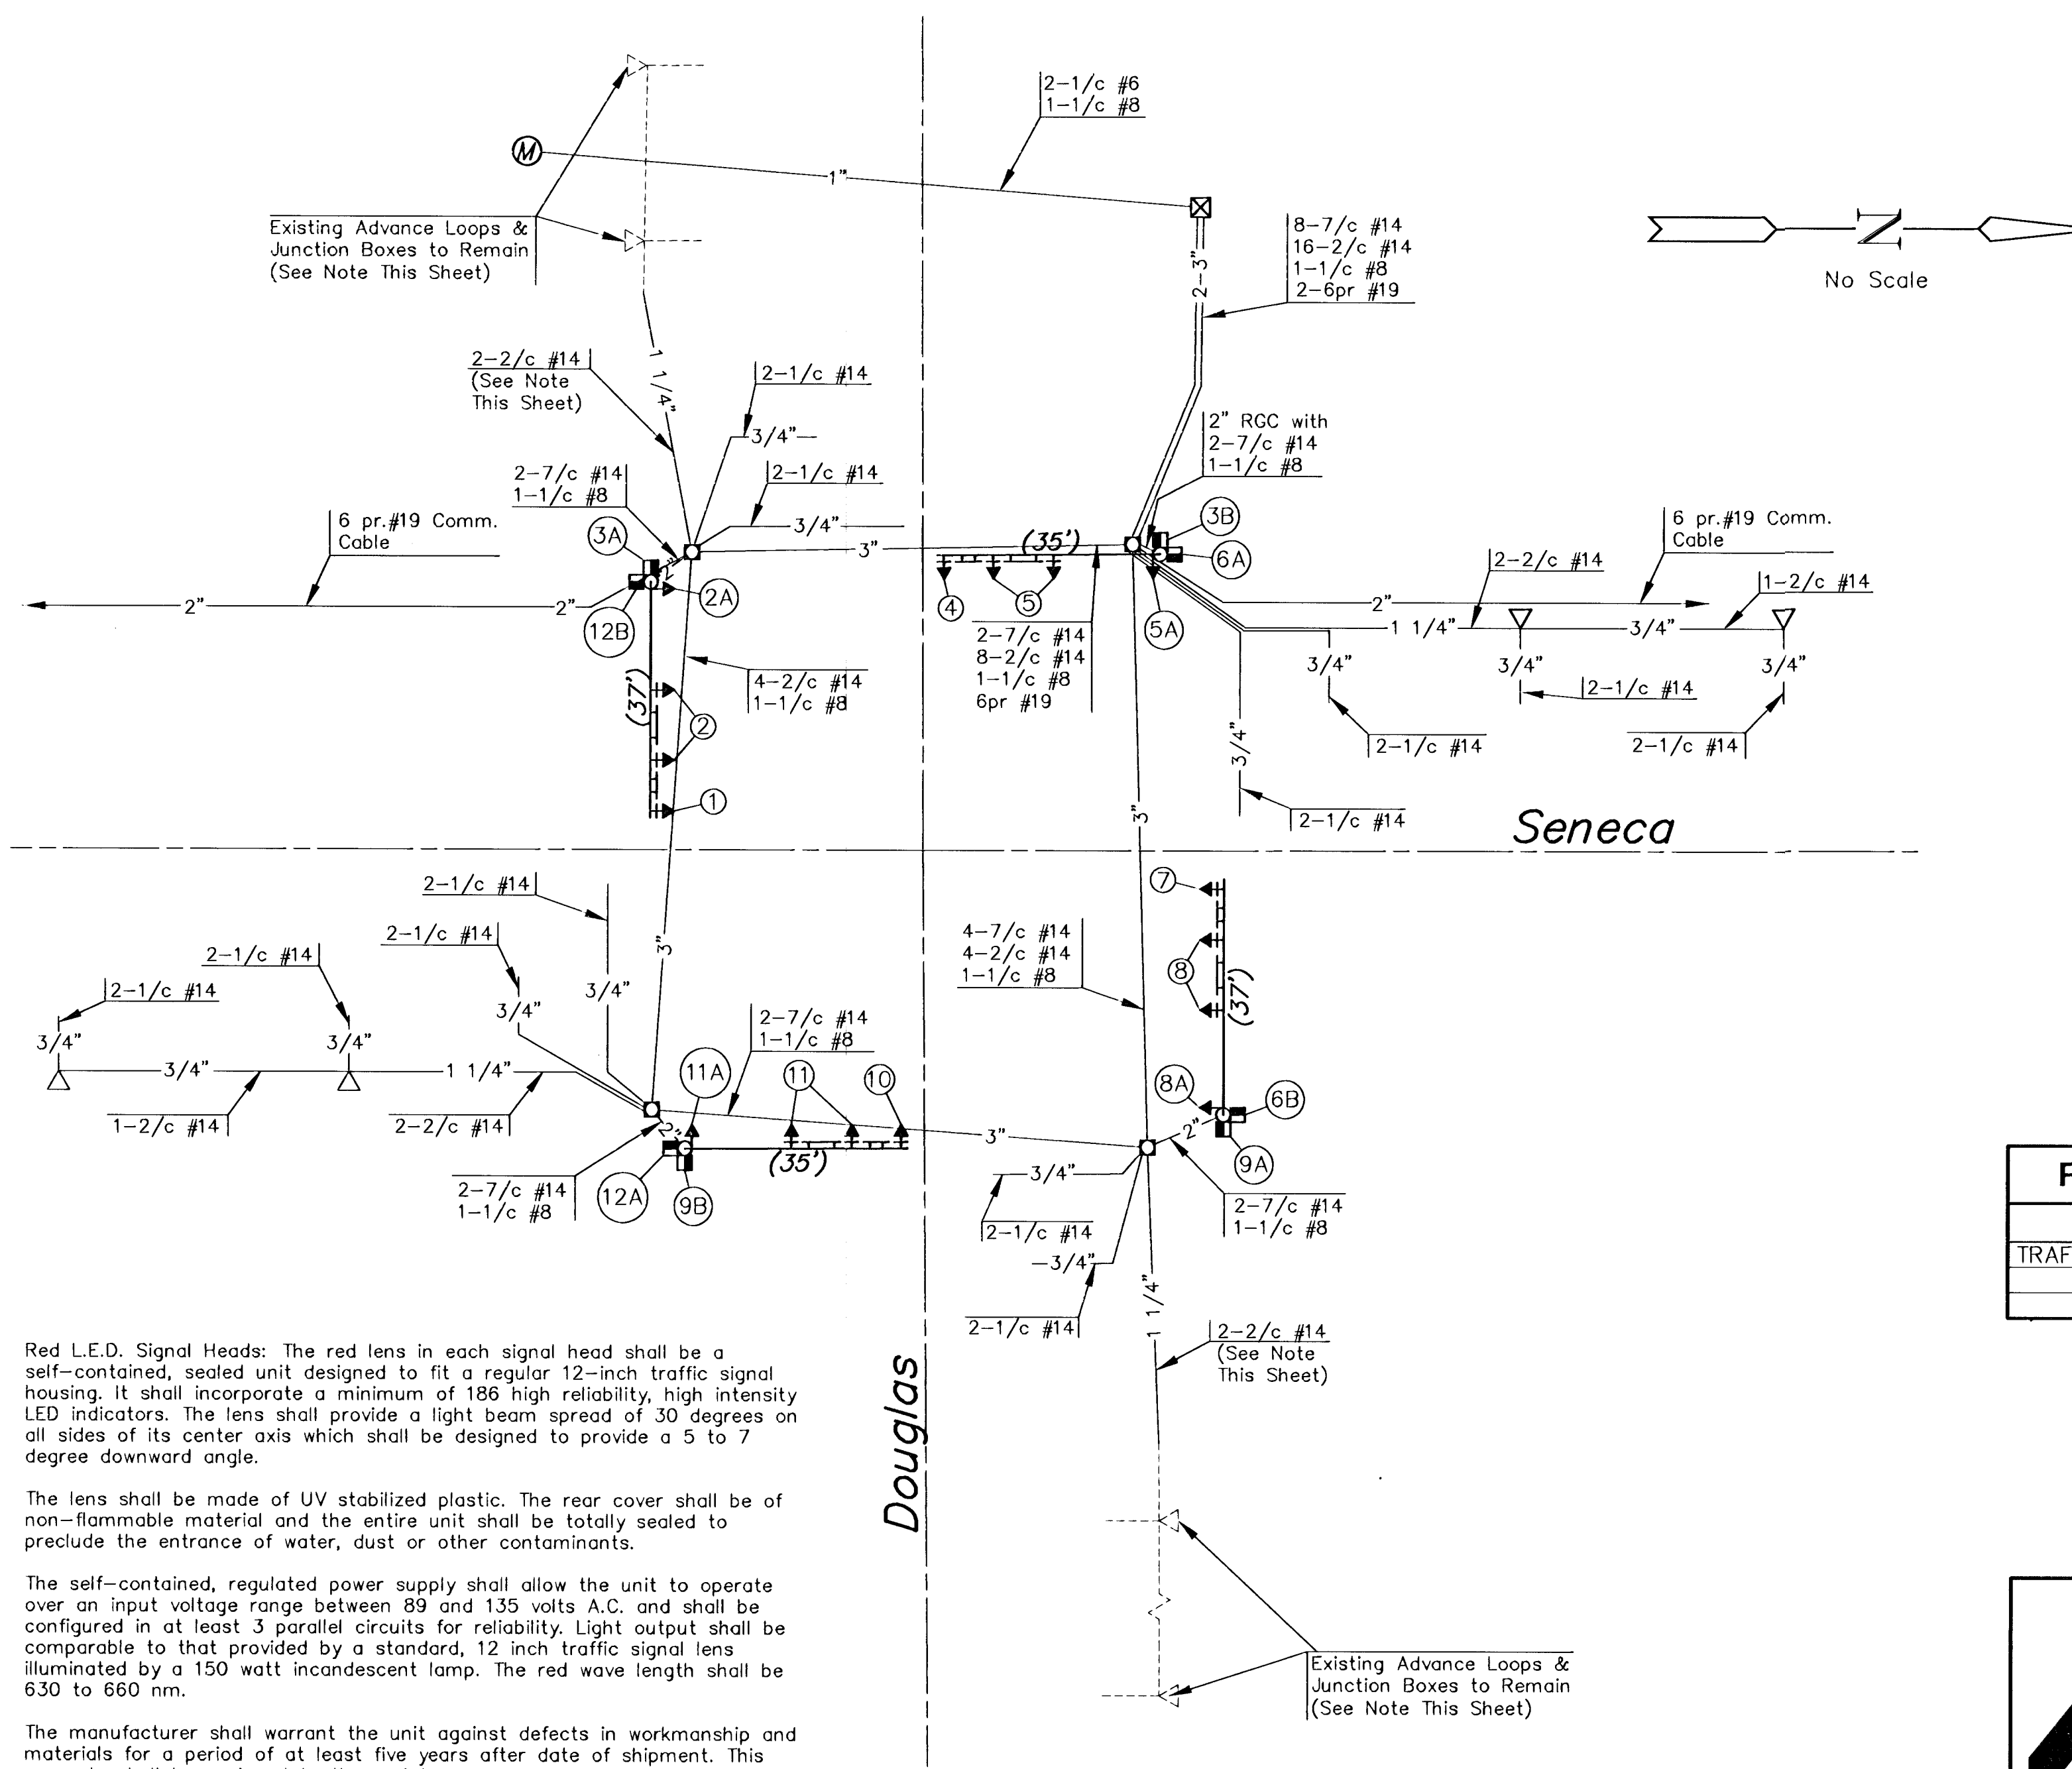 2-1/c #6
1-1/c #8
M
1"
Existing Advance Loops &
Junction Boxes to Remain
(See Note This Sheet)
8-7/c #14
16-2/c #14
1-1/c #8
2-6pr #19
2-3"
N
No Scale
2-2/c #14
(See Note
This Sheet)
1 1/4"
2-1/c #14
3/4"
2-7/c #14
1-1/c #8
2-1/c #14
3/4"
2" RGC with
2-7/c #14
1-1/c #8
6 pr.#19 Comm.
Cable
3A
2"
3"
(35')
3B
6A
6 pr.#19 Comm.
Cable
2-2/c #14
1-2/c #14
2"
2"
12B
2A
4
5
5A
2"
1 1/4"
3/4"
2-7/c #14
8-2/c #14
1-1/c #8
6pr #19
4-2/c #14
1-1/c #8
(37')
2
1
3/4"
3/4"
3/4"
2-1/c #14
2-1/c #14
2-1/c #14
3/4"
2-1/c #14
3"
Seneca
2-1/c #14
2-1/c #14
2-1/c #14
2-1/c #14
3"
3/4"
3/4"
3/4"
3/4"
3/4"
1 1/4"
1-2/c #14
2-2/c #14
4-7/c #14
4-2/c #14
1-1/c #8
7
8
(37')
2-7/c #14
1-1/c #8
11A
11
10
8A
6B
2"
3"
2"
(35')
9A
2-7/c #14
1-1/c #8
12A
9B
3/4"
2-1/c #14
3/4"
2-1/c #14
2-7/c #14
1-1/c #8
1 1/4"
2-2/c #14
(See Note
This Sheet)
Douglas
Existing Advance Loops &
Junction Boxes to Remain
(See Note This Sheet)
TRAF
Red L.E.D. Signal Heads: The red lens in each signal head shall be a
self-contained, sealed unit designed to fit a regular 12-inch traffic signal
housing. It shall incorporate a minimum of 186 high reliability, high intensity
LED indicators. The lens shall provide a light beam spread of 30 degrees on
all sides of its center axis which shall be designed to provide a 5 to 7
degree downward angle.
The lens shall be made of UV stabilized plastic. The rear cover shall be of
non-flammable material and the entire unit shall be totally sealed to
preclude the entrance of water, dust or other contaminants.
The self-contained, regulated power supply shall allow the unit to operate
over an input voltage range between 89 and 135 volts A.C. and shall be
configured in at least 3 parallel circuits for reliability. Light output shall be
comparable to that provided by a standard, 12 inch traffic signal lens
illuminated by a 150 watt incandescent lamp. The red wave length shall be
630 to 660 nm.
The manufacturer shall warrant the unit against defects in workmanship and
materials for a period of at least five years after date of shipment. This